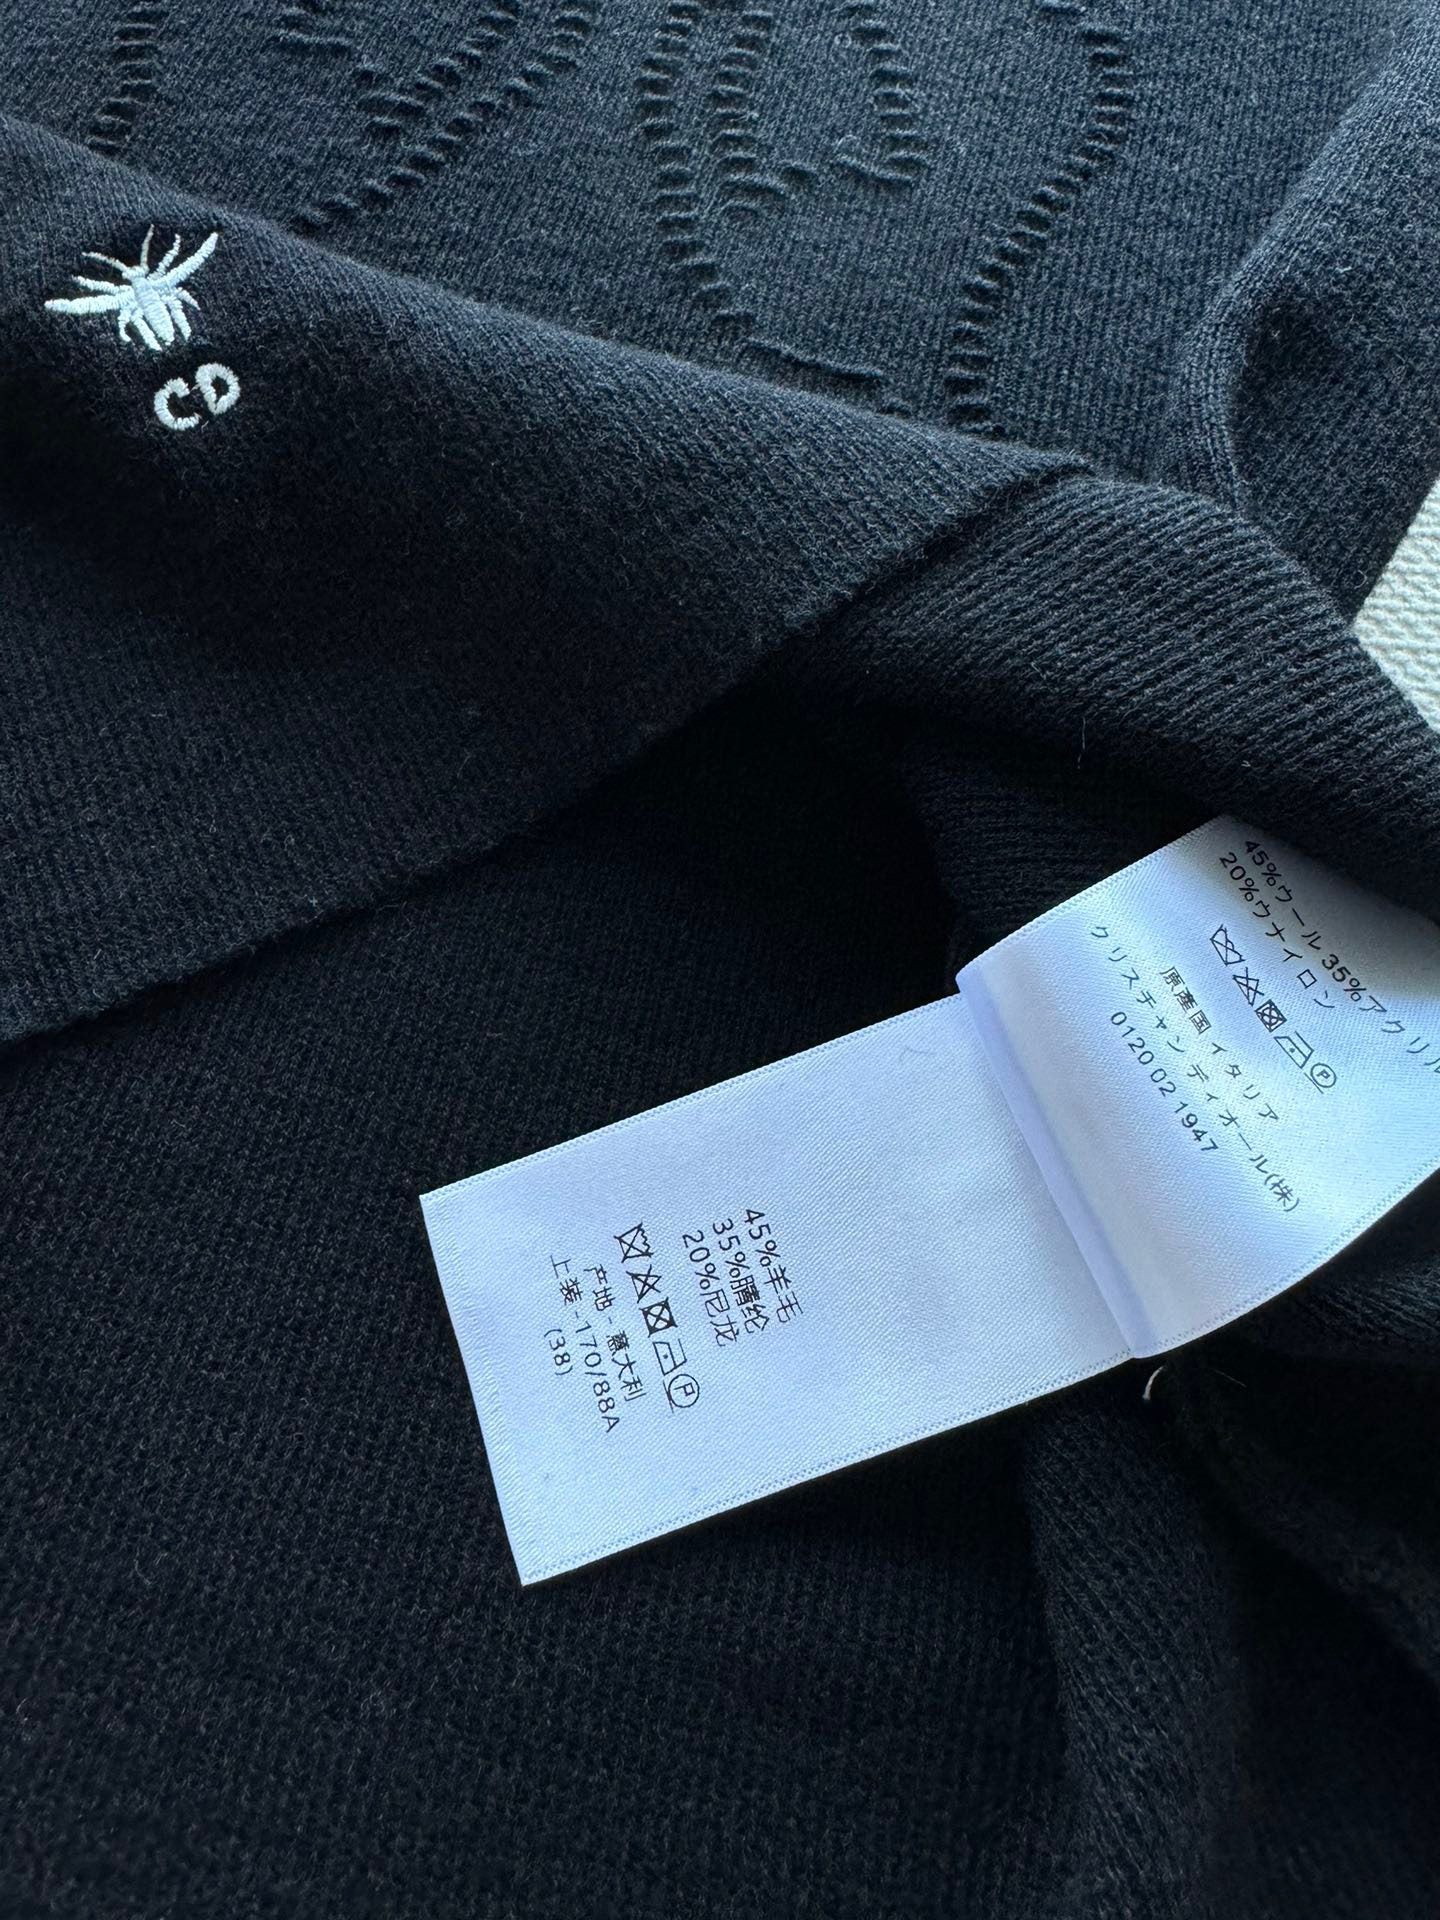 CD
45%ウール 35%アクリル
20%ウナイロン
P
原産国 イタリア
クリスチャン ディオール(株)
0120 02 1947
45%羊毛
35%腈纶
20%尼龙
P
产地 - 意大利
上装-170/88A
(38)